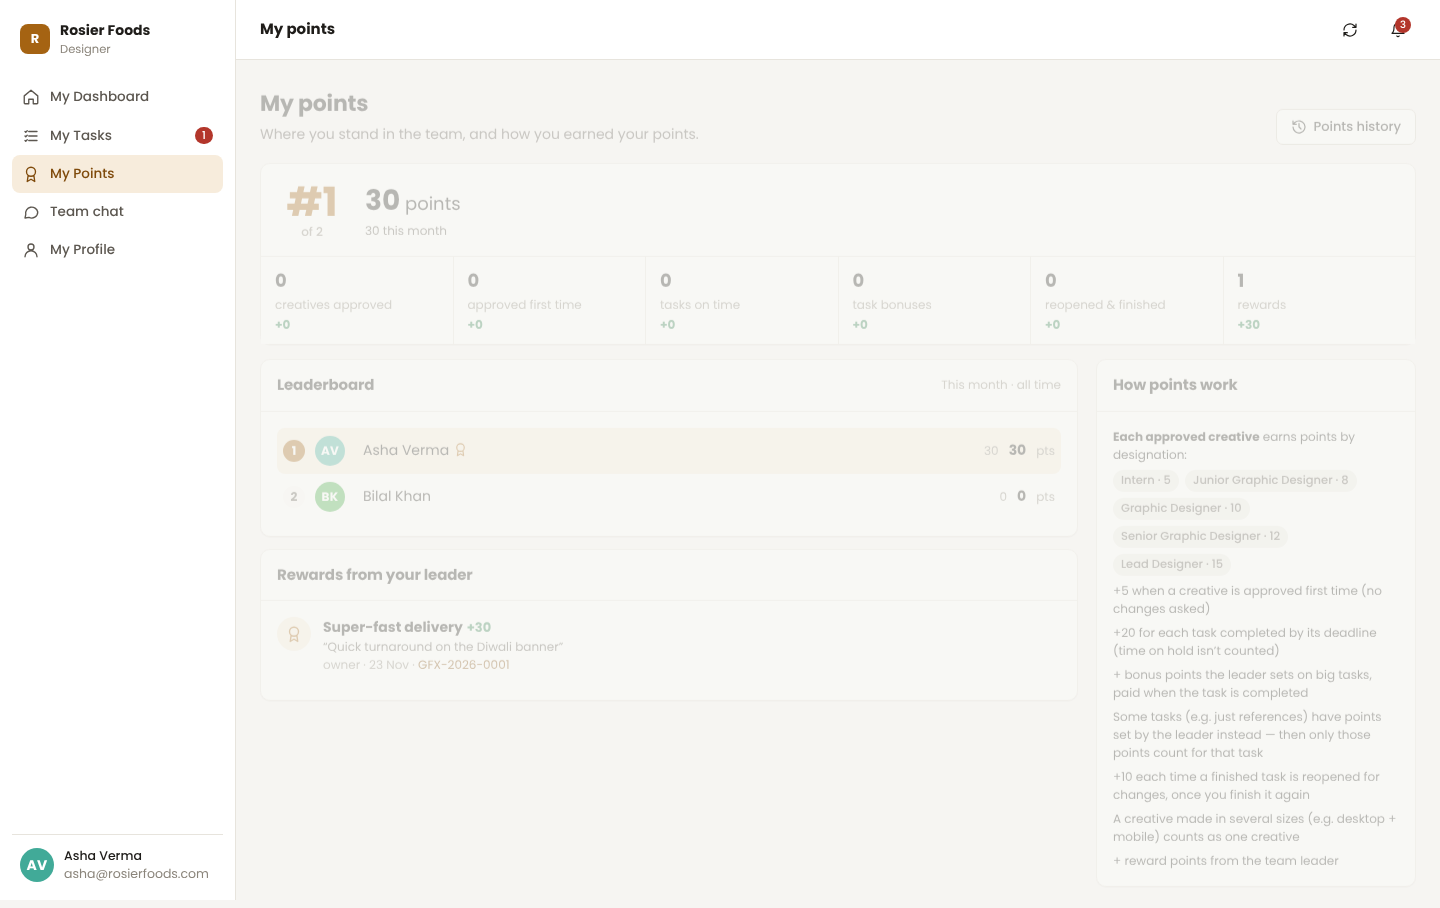 R
Rosier Foods
Designer
My Dashboard
My Tasks
1
My Points
Team chat
My Profile
AV
Asha Verma
asha@rosierfoods.com
My points
3
My points
Where you stand in the team, and how you earned your points.
Points history
#1
of 2
30 points
30 this month
0
creatives approved
+0
0
approved first time
+0
0
tasks on time
+0
0
task bonuses
+0
0
reopened & finished
+0
1
rewards
+30
Leaderboard
This month · all time
1 AV Asha Verma 30 30 pts
2 BK Bilal Khan 0 0 pts
Rewards from your leader
Super-fast delivery +30
“Quick turnaround on the Diwali banner”
owner · 23 Nov · GFX-2026-0001
How points work
Each approved creative earns points by
designation:
Intern · 5 Junior Graphic Designer · 8
Graphic Designer · 10
Senior Graphic Designer · 12
Lead Designer · 15
+5 when a creative is approved first time (no
changes asked)
+20 for each task completed by its deadline
(time on hold isn’t counted)
+ bonus points the leader sets on big tasks,
paid when the task is completed
Some tasks (e.g. just references) have points
set by the leader instead — then only those
points count for that task
+10 each time a finished task is reopened for
changes, once you finish it again
A creative made in several sizes (e.g. desktop +
mobile) counts as one creative
+ reward points from the team leader